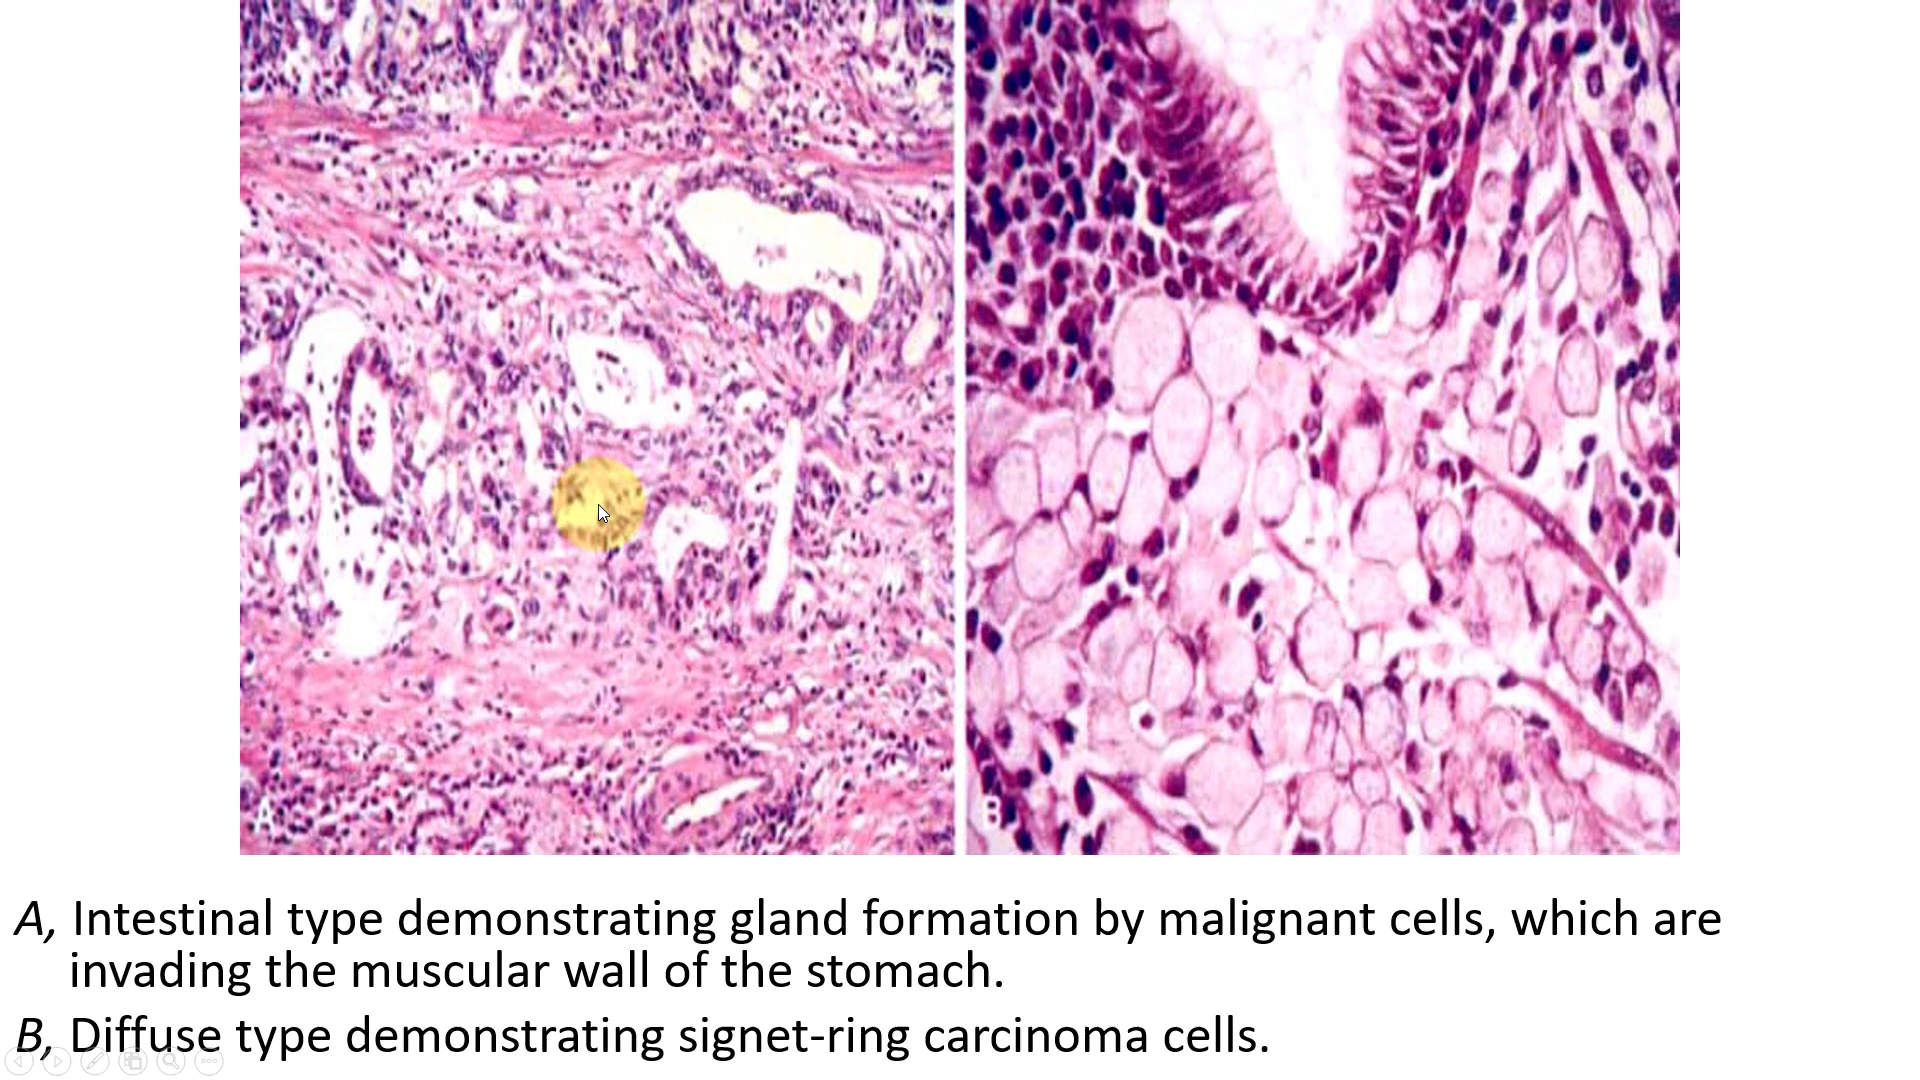 A
B
A, Intestinal type demonstrating gland formation by malignant cells, which are
invading the muscular wall of the stomach.
B, Diffuse type demonstrating signet-ring carcinoma cells.